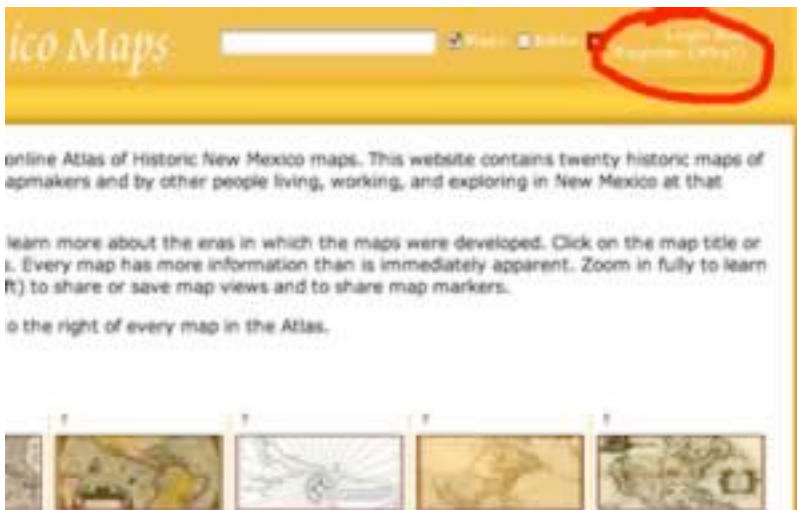 ico Maps
Maps
Login
Register (Why?)
online Atlas of Historic New Mexico maps. This website contains twenty historic maps of
apmakers and by other people living, working, and exploring in New Mexico at that
learn more about the eras in which the maps were developed. Click on the map title or
s. Every map has more information than is immediately apparent. Zoom in fully to learn
ft) to share or save map views and to share map markers.
o the right of every map in the Atlas.